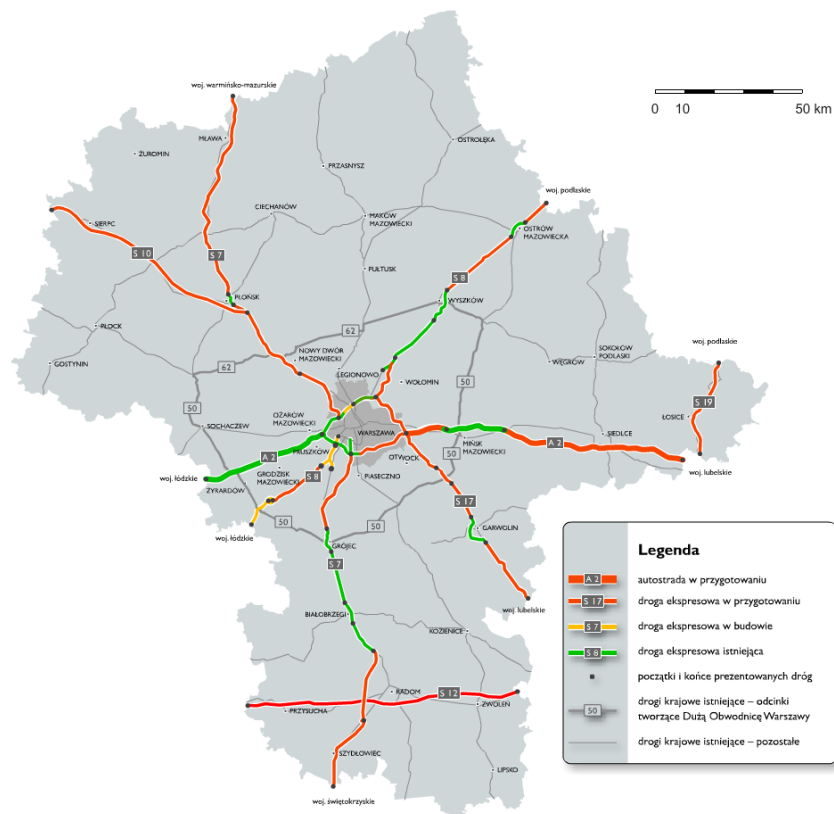 woj. warmińsko-mazurskie
0 10 50 km
MŁAWA
OSTROŁĘKA
ŻUROMIN
PRZASNYSZ
woj. podlaskie
CIECHANÓW
MAKÓW
MAZOWIECKI
SIERPC
OSTRÓW
MAZOWIECKA
S 10
S 7
PUŁTUSK
S 8
PŁOŃSK
WYSZKÓW
PŁOCK
62
woj. podlaskie
NOWY DWÓR
MAZOWIECKI
SOKOŁÓW
PODLASKI
WĘGRÓW
GOSTYNIN
62
LEGIONOWO
WOŁOMIN
50
50
S 19
ŁOSICE
OŻARÓW
MAZOWIECKI
SOCHACZEW
WARSZAWA
SIEDLCE
A 2
MIŃSK
MAZOWIECKI
PRUSZKÓW
A 2
OTWOCK
woj. lubelskie
woj. łódzkie
GRODZISK
MAZOWIECKI
S 8
PIASECZNO
ŻYRARDÓW
S 17
50
50
GARWOLIN
woj. łódzkie
GRÓJEC
S 7
woj. lubelskie
BIAŁOBRZEGI
KOZIENICE
RADOM
S 12
PRZYSUCHA
ZWOLEŃ
SZYDŁOWIEC
LIPSKO
woj. świętokrzyskie
Legenda
A 2 autostrada w przygotowaniu
S 17 droga ekspresowa w przygotowaniu
S 7 droga ekspresowa w budowie
S 8 droga ekspresowa istniejąca
początki i końce prezentowanych dróg
50 drogi krajowe istniejące – odcinki
tworzące Dużą Obwodnicę Warszawy
drogi krajowe istniejące – pozostałe